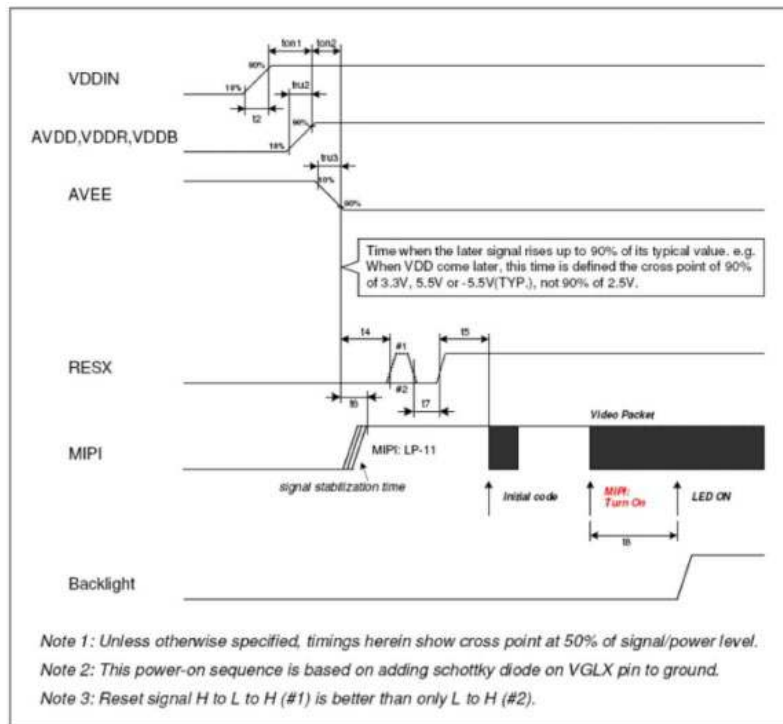 ton1 ton2
VDDIN
90%
10%
tru2
t2
AVDD,VDDR,VDDB
90%
10%
tru3
AVEE
10%
90%
Time when the later signal rises up to 90% of its typical value. e.g.
When VDD come later, this time is defined the cross point of 90%
of 3.3V, 5.5V or -5.5V(TYP.), not 90% of 2.5V.
t4
#1
t5
RESX
#2
t6
t7
Video Packet
MIPI
MIPI: LP-11
signal stabilization time
Initial code
MIPI:
Turn On
LED ON
t8
Backlight
Note 1: Unless otherwise specified, timings herein show cross point at 50% of signal/power level.
Note 2: This power-on sequence is based on adding schottky diode on VGLX pin to ground.
Note 3: Reset signal H to L to H (#1) is better than only L to H (#2).